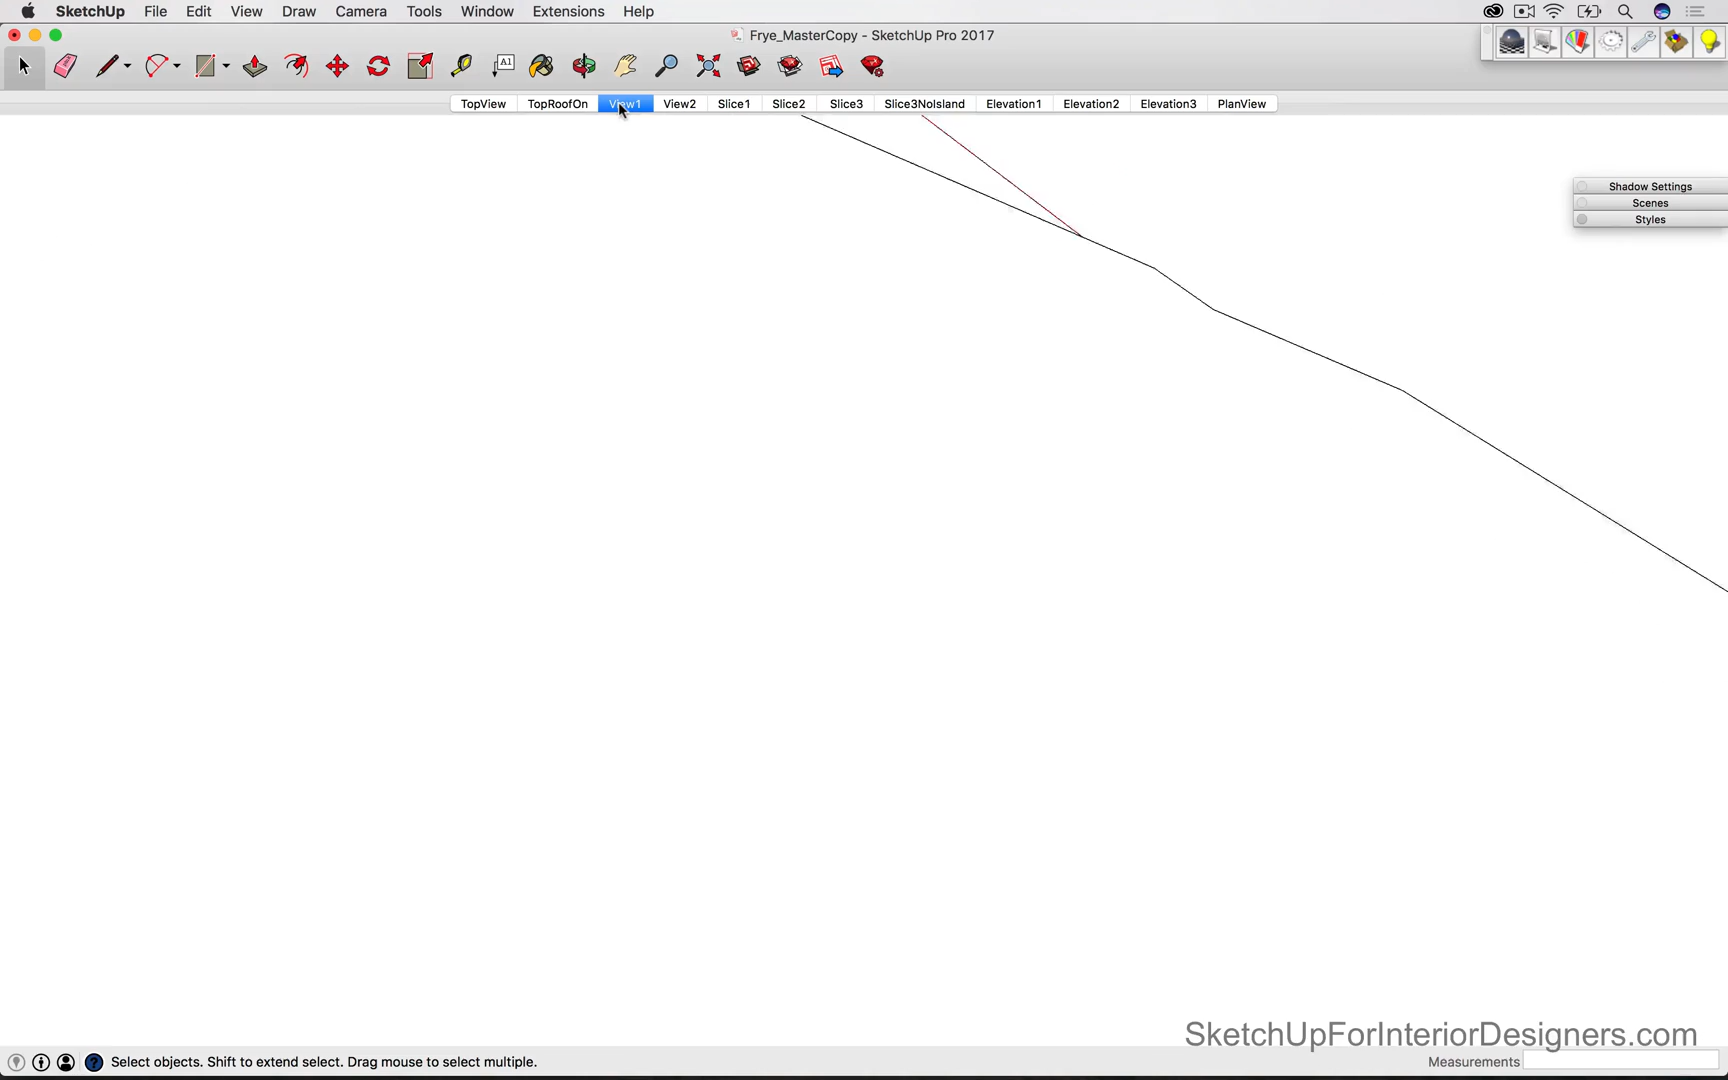 SketchUp File Edit View Draw Camera Tools Window Extensions Help
Frye_MasterCopy - SketchUp Pro 2017
A1
TopView TopRoofOn View1 View2 Slice1 Slice2 Slice3 Slice3NoIsland Elevation1 Elevation2 Elevation3 PlanView
Shadow Settings
Scenes
Styles
SketchUpForInteriorDesigners.com
? Select objects. Shift to extend select. Drag mouse to select multiple. Measurements